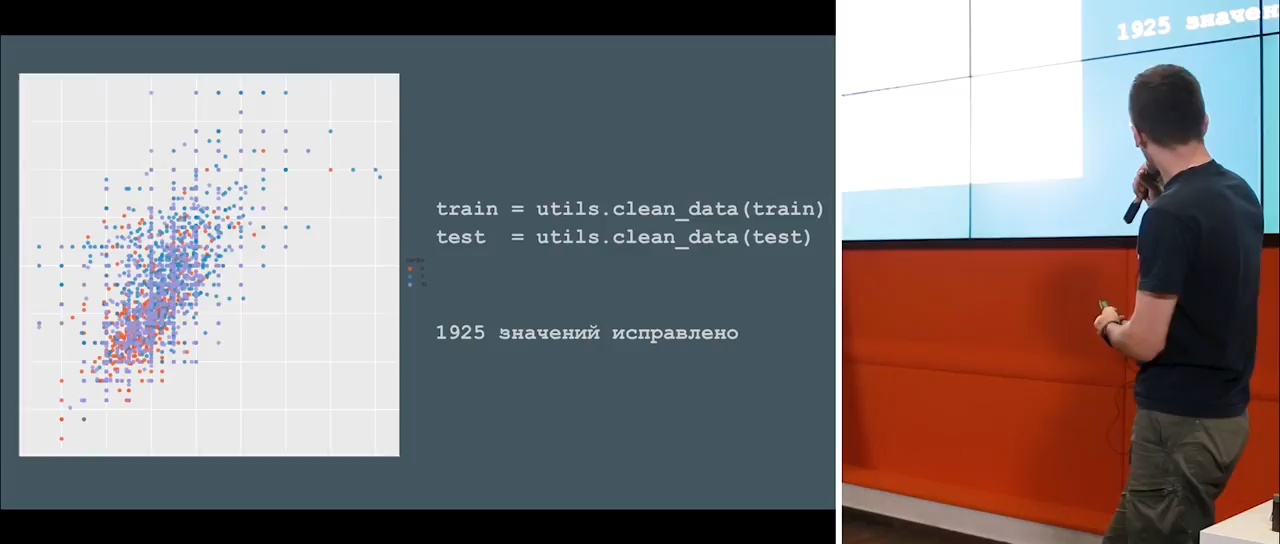 train = utils.clean_data(train)
test  = utils.clean_data(test)
1925 значений исправлено
1925 значен